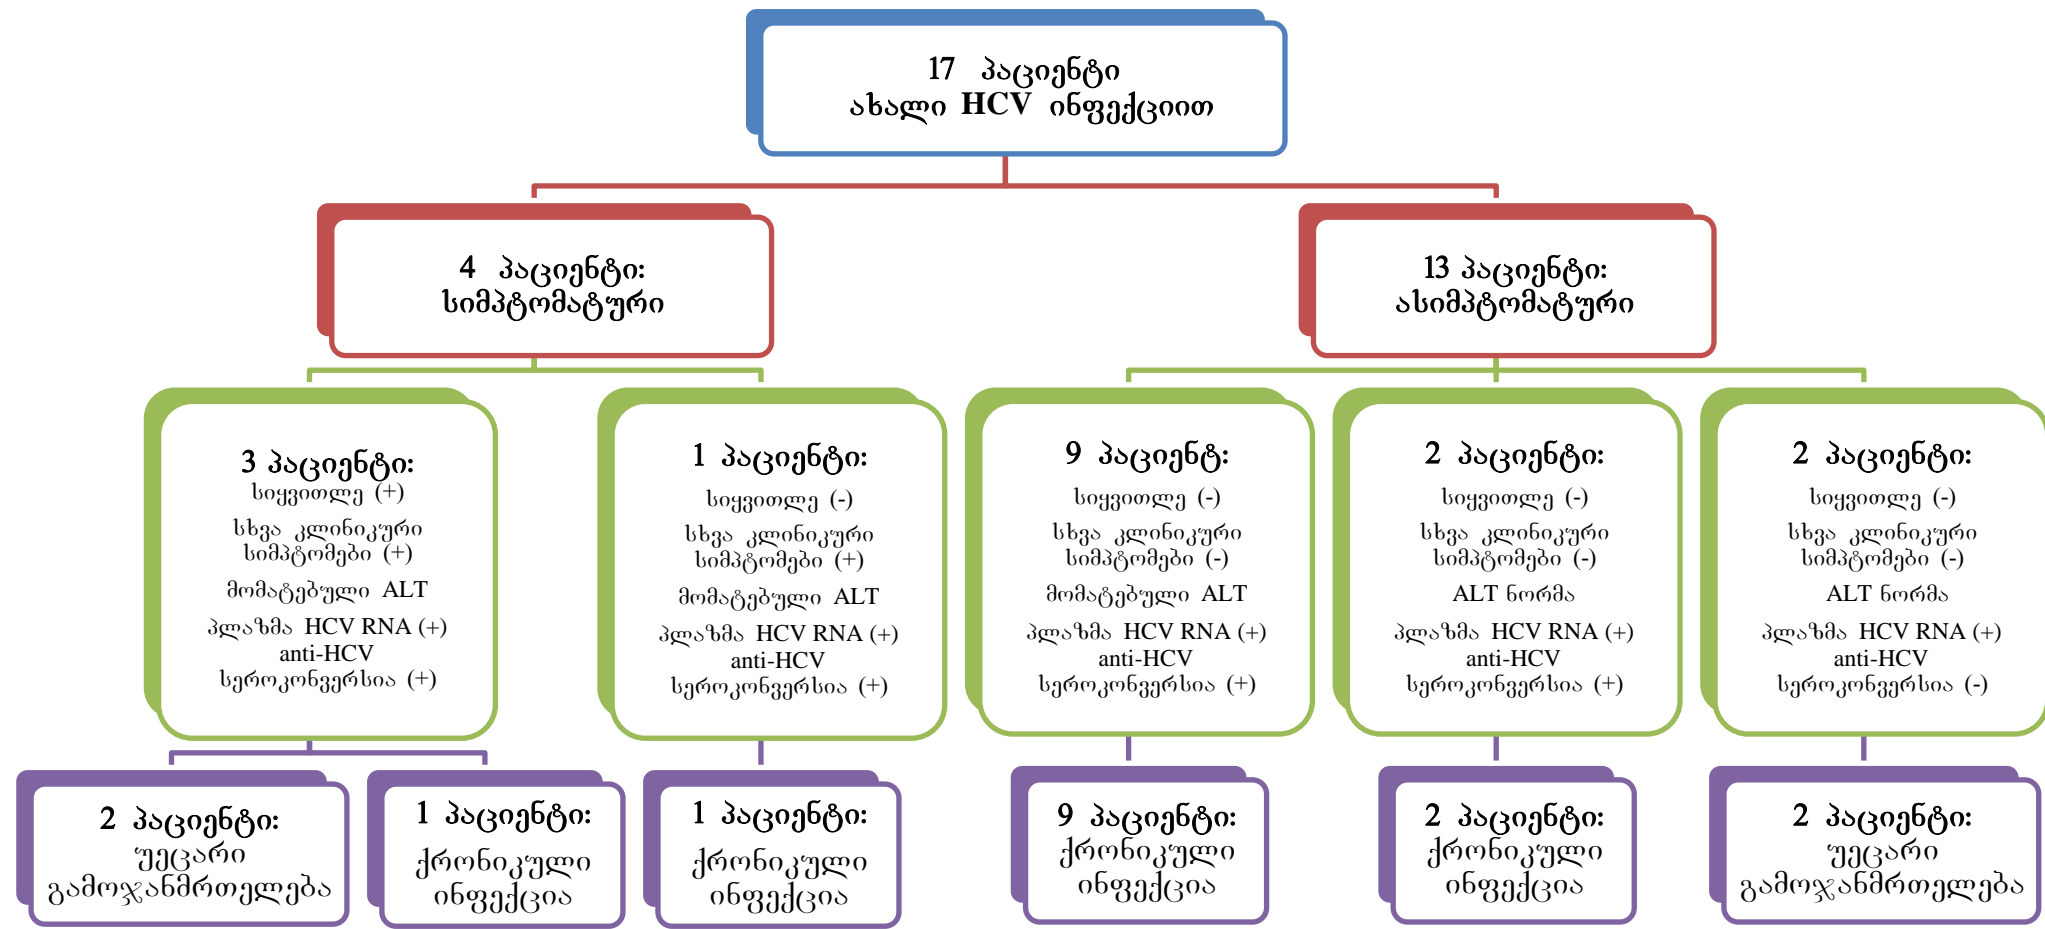 17 პაციენტი
ახალი HCV ინფექციით
4 პაციენტი:
სიმპტომატური
13 პაციენტი:
ასიმპტომატური
3 პაციენტი:
სიყვითლე (+)
სხვა კლინიკური
სიმპტომები (+)
მომატებული ALT
პლაზმა HCV RNA (+)
anti-HCV
სეროკონვერსია (+)
1 პაციენტი:
სიყვითლე (-)
სხვა კლინიკური
სიმპტომები (+)
მომატებული ALT
პლაზმა HCV RNA (+)
anti-HCV
სეროკონვერსია (+)
9 პაციენტ:
სიყვითლე (-)
სხვა კლინიკური
სიმპტომები (-)
მომატებული ALT
პლაზმა HCV RNA (+)
anti-HCV
სეროკონვერსია (+)
2 პაციენტი:
სიყვითლე (-)
სხვა კლინიკური
სიმპტომები (-)
ALT ნორმა
პლაზმა HCV RNA (+)
anti-HCV
სეროკონვერსია (+)
2 პაციენტი:
სიყვითლე (-)
სხვა კლინიკური
სიმპტომები (-)
ALT ნორმა
პლაზმა HCV RNA (+)
anti-HCV
სეროკონვერსია (-)
2 პაციენტი:
უეცარი
გამოჯანმრთელება
1 პაციენტი:
ქრონიკული
ინფექცია
1 პაციენტი:
ქრონიკული
ინფექცია
9 პაციენტი:
ქრონიკული
ინფექცია
2 პაციენტი:
ქრონიკული
ინფექცია
2 პაციენტი:
უეცარი
გამოჯანმრთელება